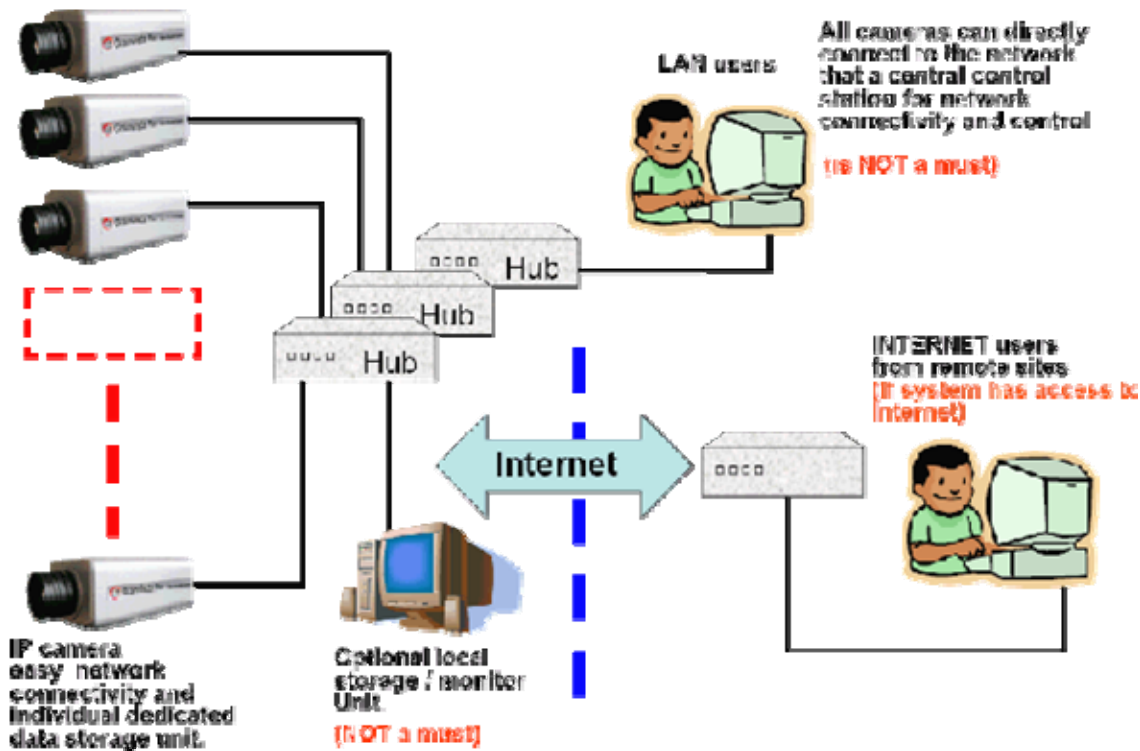 LAN users
All cameras can directly
connect to the network
that a central control
station for network
connectivity and control
(is NOT a must)
Hub
Hub
Hub
INTERNET users
from remote sites
(If system has access to
Internet)
Internet
IP camera
easy network
connectivity and
individual dedicated
data storage unit.
Optional local
storage / moniter
Unit
(NOT a must)